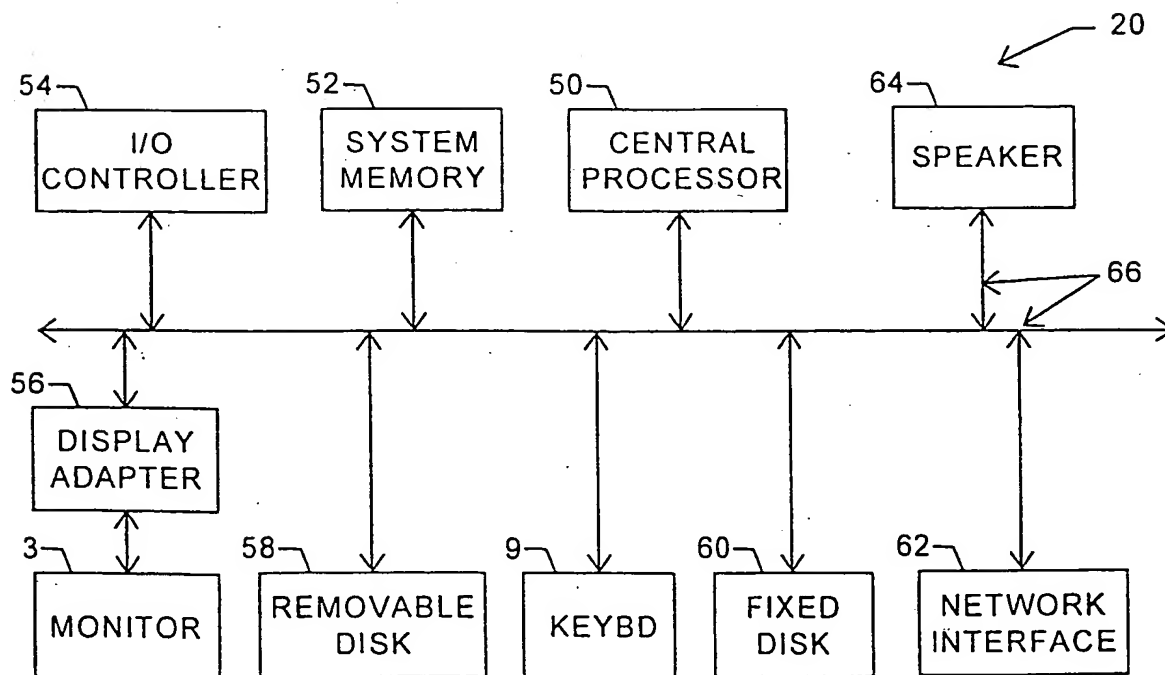 20
54
52
50
64
I/O
CONTROLLER
SYSTEM
MEMORY
CENTRAL
PROCESSOR
SPEAKER
66
56
DISPLAY
ADAPTER
3
58
9
60
62
MONITOR
REMOVABLE
DISK
KEYBD
FIXED
DISK
NETWORK
INTERFACE